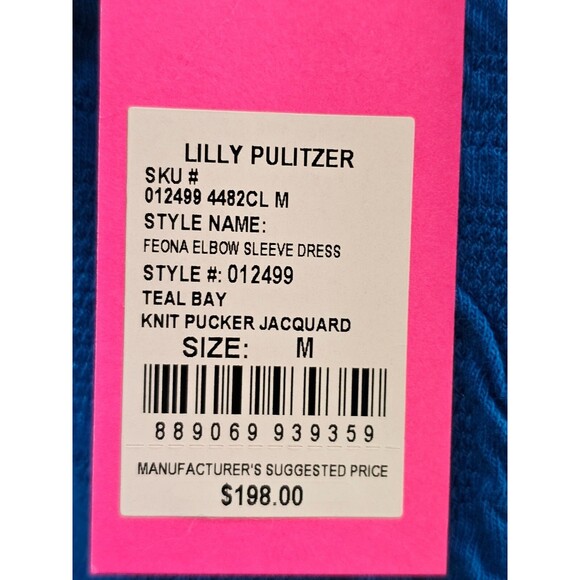 LILLY PULITZER
SKU #
012499 4482CL M
STYLE NAME:
FEONA ELBOW SLEEVE DRESS
STYLE #: 012499
TEAL BAY
KNIT PUCKER JACQUARD
SIZE: M
889069 939359
MANUFACTURER'S SUGGESTED PRICE
$198.00